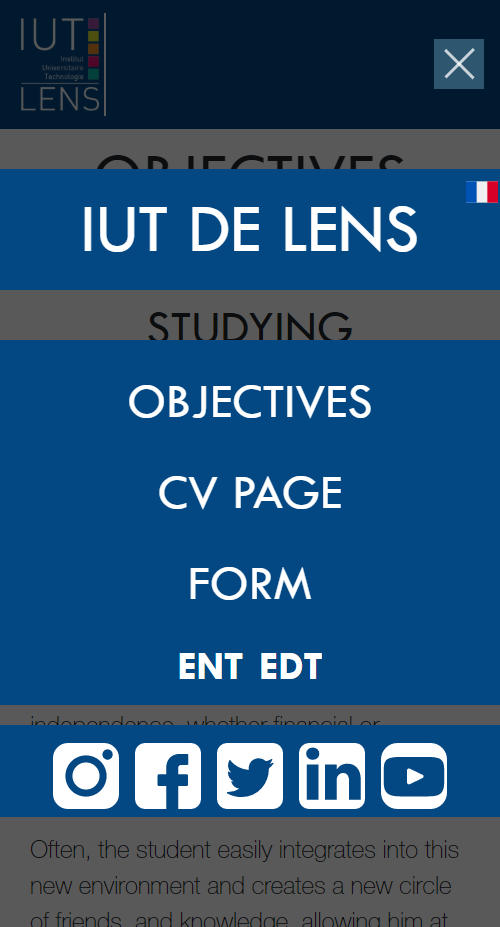 IUT
Institut
Universitaire
Technologie
LENS
OBJECTIVES
IUT DE LENS
STUDYING
OBJECTIVES
CV PAGE
FORM
ENT EDT
independence, whether financial or
Often, the student easily integrates into this
new environment and creates a new circle
of friends, and knowledge, allowing him at